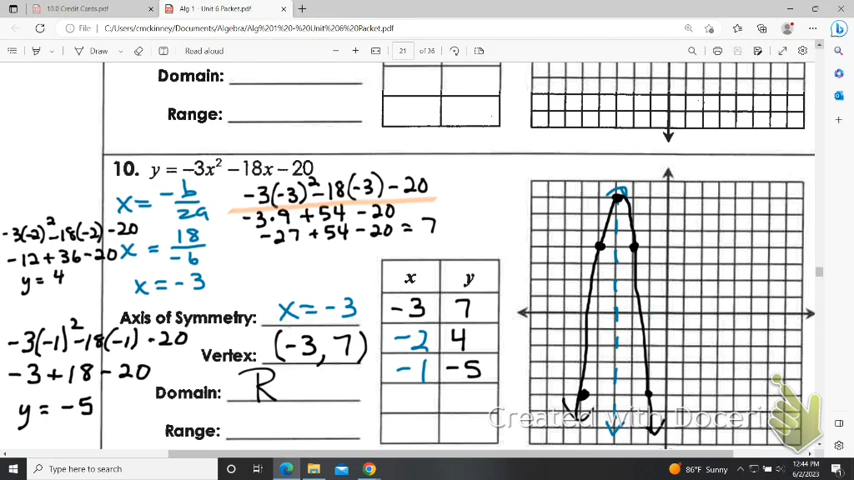 10.0 Credit Cards.pdf
Alg 1 - Unit 6 Packet.pdf
File
C:/Users/cmckinney/Documents/Algebra/Alg%201%20-%20Unit%206%20Packet.pdf
Draw
Read aloud
21
of 36
Domain:
Range:
10. y = −3x² −18x − 20
x = -b/2a
x = 18/-6
x = -3
-3(-3)² -18(-3) -20
-3·9 +54 -20
-27 +54 -20 = 7
-3(-2)² -18(-2) -20
-12 +36 -20
y = 4
-3(-1)² -18(-1) -20
-3 +18 -20
y = -5
Axis of Symmetry: x = -3
Vertex: (-3, 7)
Domain: R
Range:
x y
-3 7
-2 4
-1 -5
Created with Doceri
Type here to search
86°F Sunny
12:44 PM
6/2/2023